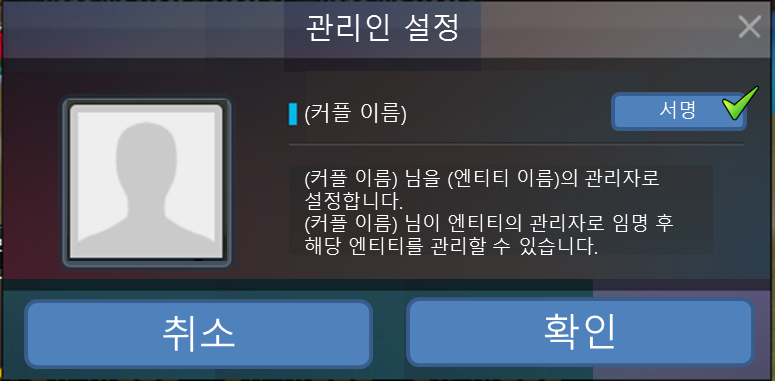 관리인 설정
(커플 이름)
서명
(커플 이름) 님을 (엔티티 이름)의 관리자로
설정합니다.
(커플 이름) 님이 엔티티의 관리자로 임명 후
해당 엔티티를 관리할 수 있습니다.
취소
확인